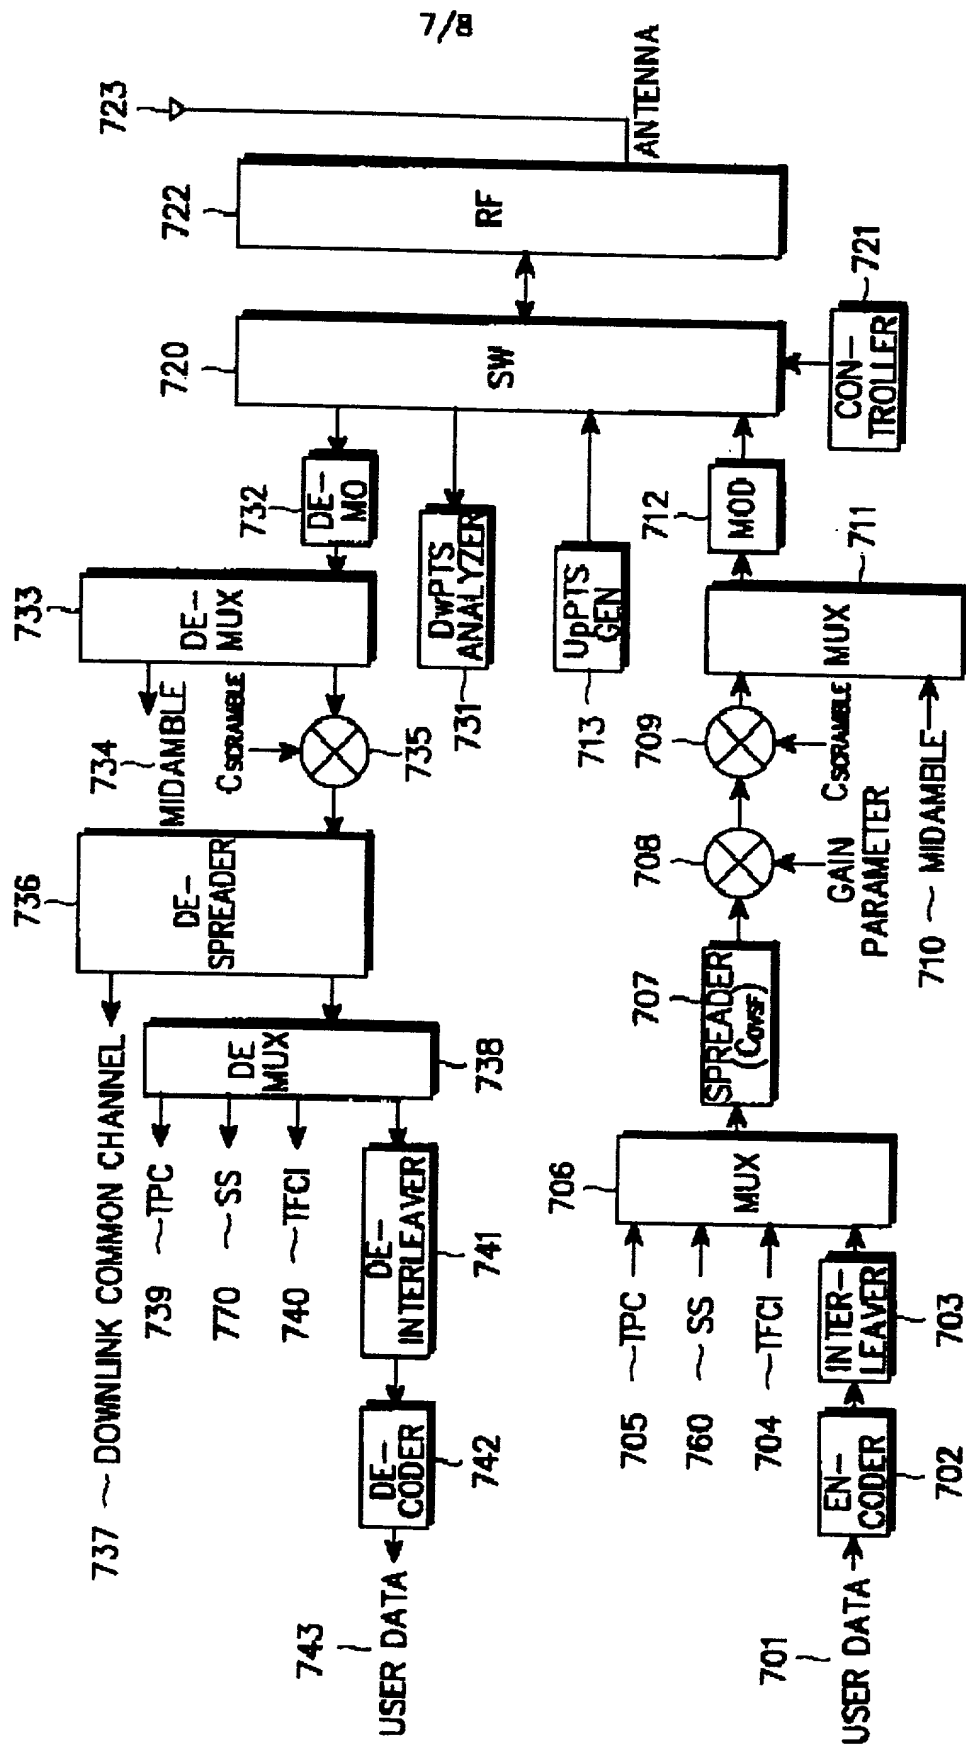 7/8
737 ~ DOWNLINK COMMON CHANNEL
736
DE-
SPREADER
734
MIDAMBLE
733
DE-
MUX
732
DE-
MO
720
SW
722
RF
723
ANTENNA
CSCRAMBLE
735
739 ~ TPC
770 ~ SS
740 ~ TFCI
DE
MUX
738
731
DwPTS
ANALYZER
743
USER DATA
DE-
CODER
742
DE-
INTERLEAVER
741
713
UpPTS
GEN
705 ~ TPC
760 ~ SS
704 ~ TFCI
706
MUX
707
SPREADER
(COVSF)
708
709
712
MOD
GAIN
PARAMETER
CSCRAMBLE
MUX
711
CON-
TROLLER
721
701
USER DATA
EN-
CODER
702
INTER-
LEAVER
703
710 ~ MIDAMBLE